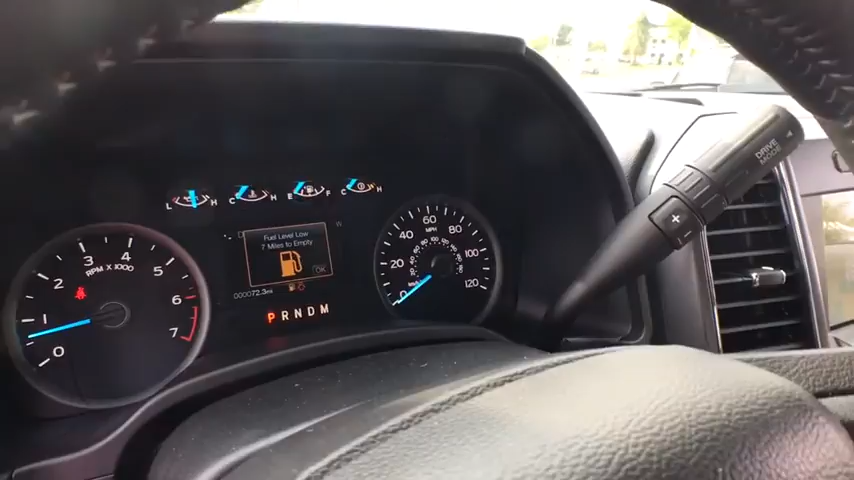 L H C H E F C H
D W
Fuel Level Low
7 Miles to Empty
OK
000072.3mi
P R N D M
RPM X 1000
0 1 2 3 4 5 6 7
MPH
0 20 40 60 80 100 120
km/h
DRIVE
MODE